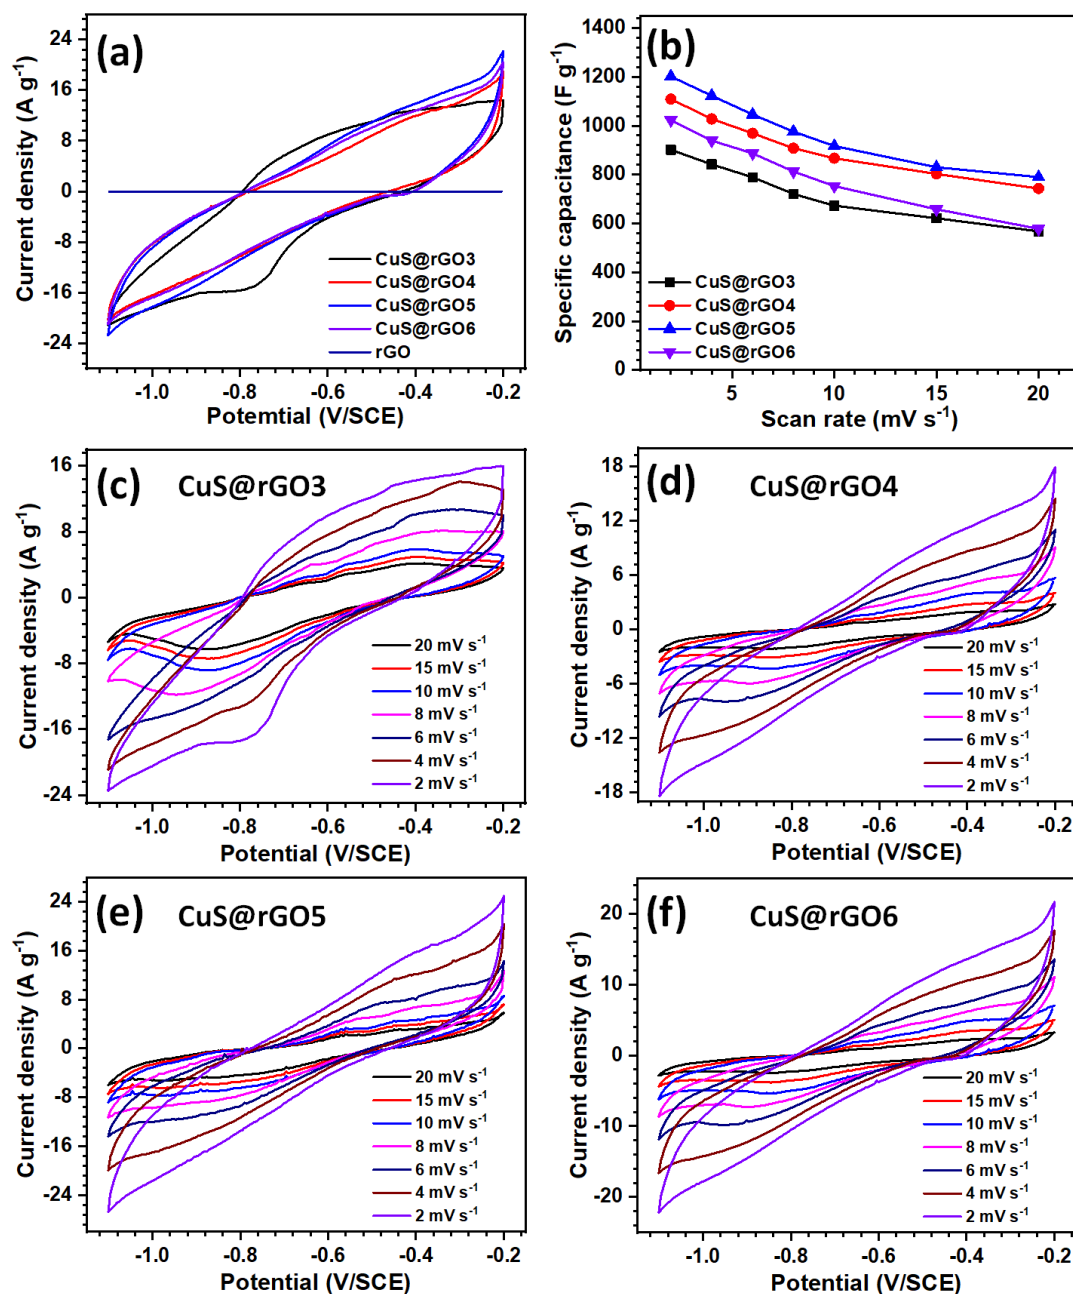 (a)
Current density (A g⁻¹)
24
16
8
0
-8
-16
-24
CuS@rGO3
CuS@rGO4
CuS@rGO5
CuS@rGO6
rGO
-1.0
-0.8
-0.6
-0.4
-0.2
Potemtial (V/SCE)
(b)
Specific capacitance (F g⁻¹)
1400
1200
1000
800
600
400
200
0
CuS@rGO3
CuS@rGO4
CuS@rGO5
CuS@rGO6
5
10
15
20
Scan rate (mV s⁻¹)
(c)
CuS@rGO3
Current density (A g⁻¹)
16
8
0
-8
-16
-24
20 mV s⁻¹
15 mV s⁻¹
10 mV s⁻¹
8 mV s⁻¹
6 mV s⁻¹
4 mV s⁻¹
2 mV s⁻¹
-1.0
-0.8
-0.6
-0.4
-0.2
Potential (V/SCE)
(d)
CuS@rGO4
Current density (A g⁻¹)
18
12
6
0
-6
-12
-18
20 mV s⁻¹
15 mV s⁻¹
10 mV s⁻¹
8 mV s⁻¹
6 mV s⁻¹
4 mV s⁻¹
2 mV s⁻¹
-1.0
-0.8
-0.6
-0.4
-0.2
Potential (V/SCE)
(e)
CuS@rGO5
Current density (A g⁻¹)
24
16
8
0
-8
-16
-24
20 mV s⁻¹
15 mV s⁻¹
10 mV s⁻¹
8 mV s⁻¹
6 mV s⁻¹
4 mV s⁻¹
2 mV s⁻¹
-1.0
-0.8
-0.6
-0.4
-0.2
Potential (V/SCE)
(f)
CuS@rGO6
Current density (A g⁻¹)
20
10
0
-10
-20
20 mV s⁻¹
15 mV s⁻¹
10 mV s⁻¹
8 mV s⁻¹
6 mV s⁻¹
4 mV s⁻¹
2 mV s⁻¹
-1.0
-0.8
-0.6
-0.4
-0.2
Potential (V/SCE)